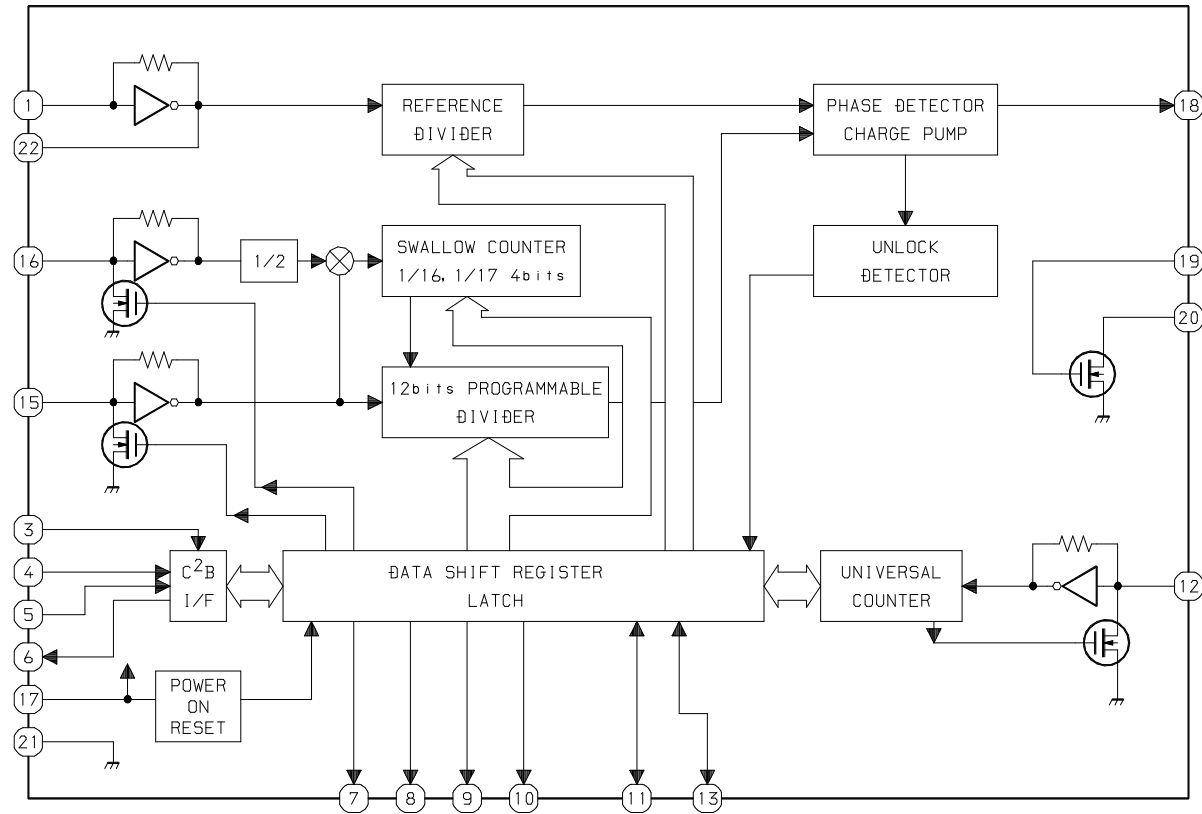 1
REFERENCE
DIVIDER
PHASE DETECTOR
CHARGE PUMP
18
22
16
1/2
SWALLOW COUNTER
1/16, 1/17 4bits
UNLOCK
DETECTOR
19
20
15
12bits PROGRAMMABLE
DIVIDER
3
4
5
6
C2B
I/F
DATA SHIFT REGISTER
LATCH
UNIVERSAL
COUNTER
12
17
POWER
ON
RESET
21
7
8
9
10
11
13